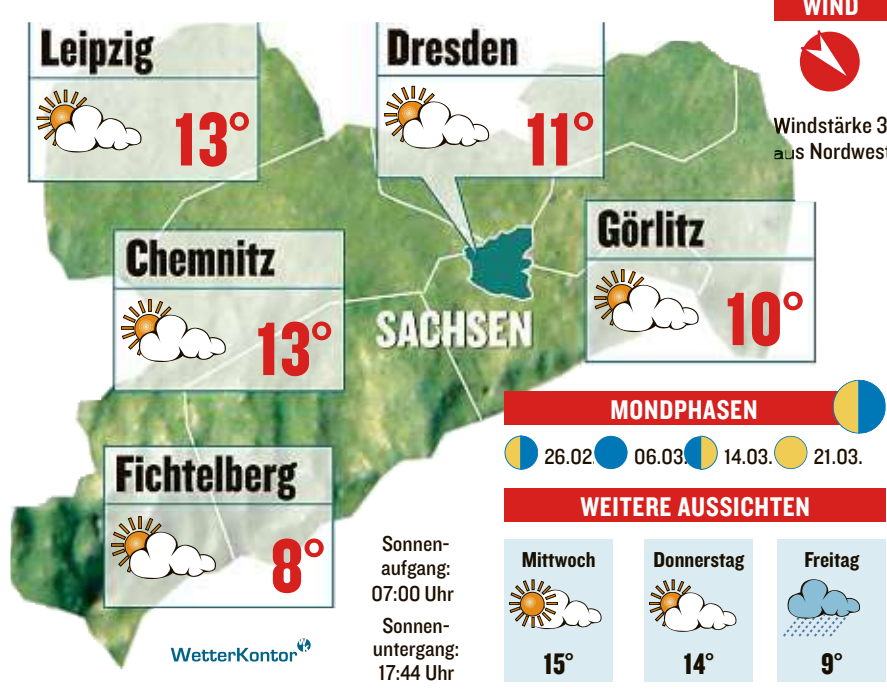 WIND
Windstärke 3
aus Nordwest
Leipzig
13°
Dresden
11°
Chemnitz
13°
Görlitz
10°
SACHSEN
Fichtelberg
8°
WetterKontor
Sonnen-
aufgang:
07:00 Uhr
Sonnen-
untergang:
17:44 Uhr
MONDPHASEN
26.02. 06.03. 14.03. 21.03.
WEITERE AUSSICHTEN
Mittwoch Donnerstag Freitag
15° 14° 9°